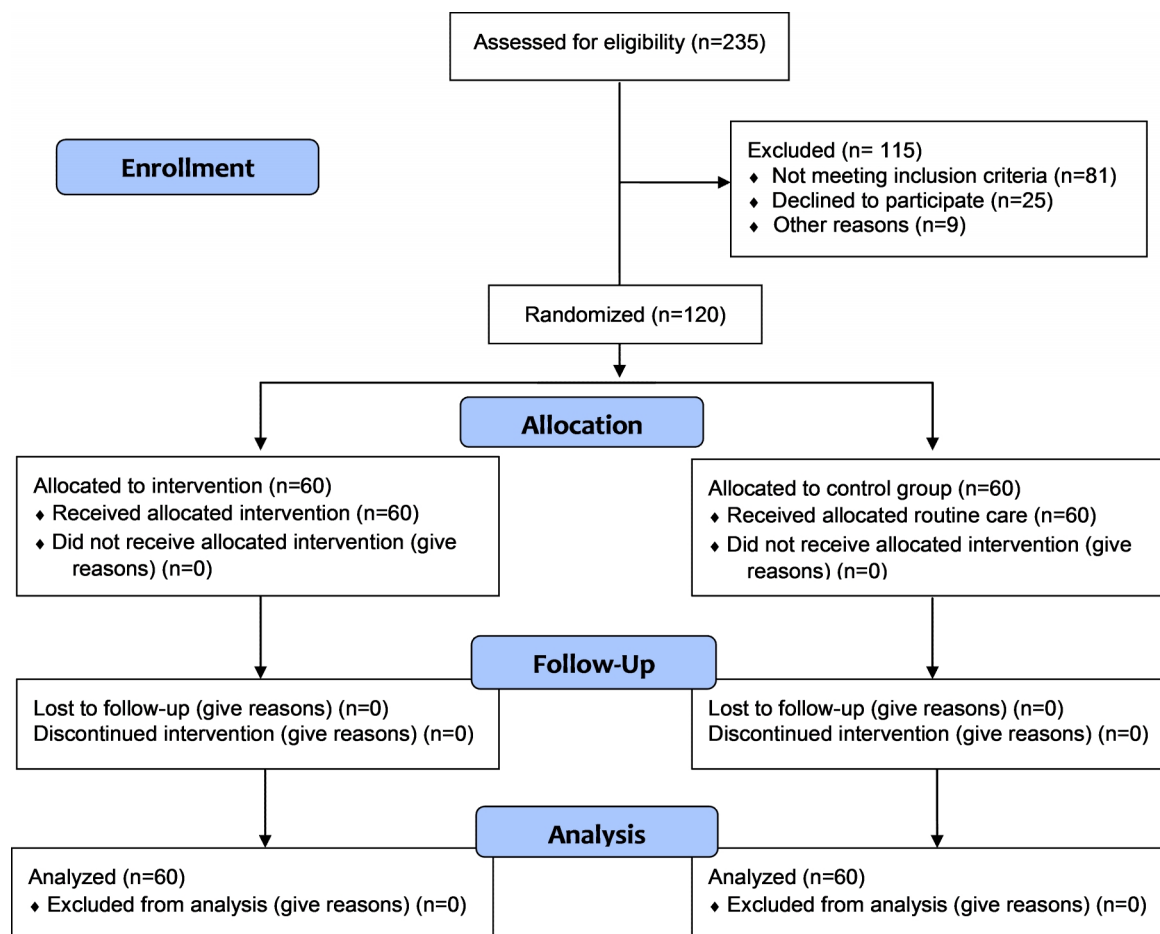 Assessed for eligibility (n=235)
Enrollment
Excluded (n= 115)
♦ Not meeting inclusion criteria (n=81)
♦ Declined to participate (n=25)
♦ Other reasons (n=9)
Randomized (n=120)
Allocation
Allocated to intervention (n=60)
♦ Received allocated intervention (n=60)
♦ Did not receive allocated intervention (give
reasons) (n=0)
Allocated to control group (n=60)
♦ Received allocated routine care (n=60)
♦ Did not receive allocated intervention (give
reasons) (n=0)
Follow-Up
Lost to follow-up (give reasons) (n=0)
Discontinued intervention (give reasons) (n=0)
Lost to follow-up (give reasons) (n=0)
Discontinued intervention (give reasons) (n=0)
Analysis
Analyzed (n=60)
♦ Excluded from analysis (give reasons) (n=0)
Analyzed (n=60)
♦ Excluded from analysis (give reasons) (n=0)